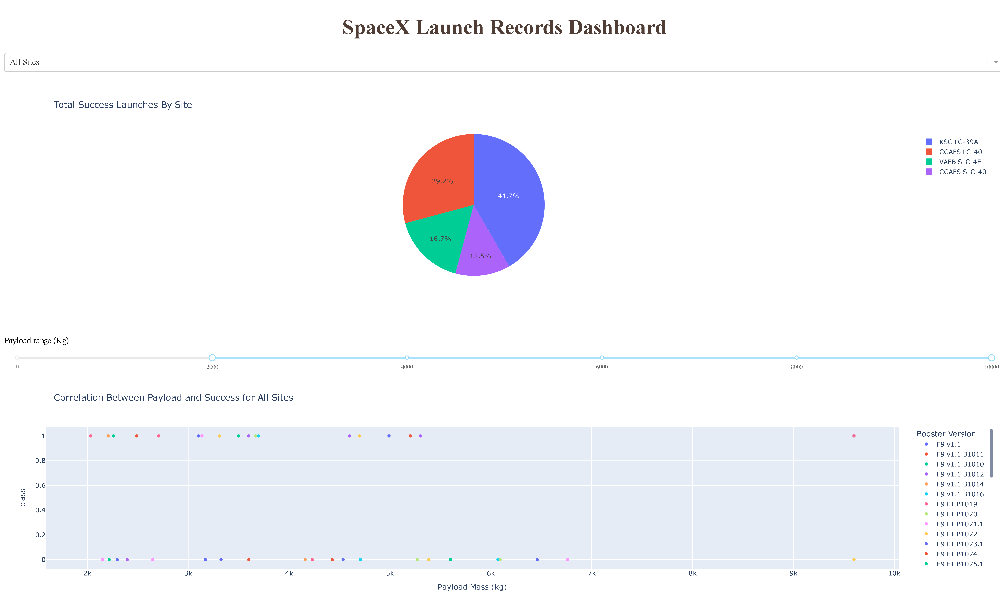 SpaceX Launch Records Dashboard
All Sites
×
Total Success Launches By Site
KSC LC-39A
CCAFS LC-40
VAFB SLC-4E
CCAFS SLC-40
29.2%
41.7%
16.7%
12.5%
Payload range (Kg):
0 2000 4000 6000 8000 10000
Correlation Between Payload and Success for All Sites
1
0.8
0.6
0.4
0.2
0
class
2k 3k 4k 5k 6k 7k 8k 9k 10k
Payload Mass (kg)
Booster Version
F9 v1.1
F9 v1.1 B1011
F9 v1.1 B1010
F9 v1.1 B1012
F9 v1.1 B1014
F9 v1.1 B1016
F9 FT B1019
F9 FT B1020
F9 FT B1021.1
F9 FT B1022
F9 FT B1023.1
F9 FT B1024
F9 FT B1025.1